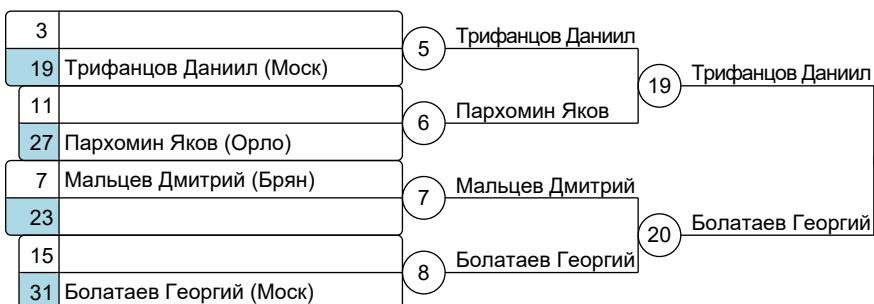 3
19 Трифанцов Даниил (Моск)
11
27 Пархомин Яков (Орло)
7 Мальцев Дмитрий (Брян)
23
15
31 Болатаев Георгий (Моск)
5 Трифанцов Даниил
6 Пархомин Яков
7 Мальцев Дмитрий
8 Болатаев Георгий
19 Трифанцов Даниил
20 Болатаев Георгий